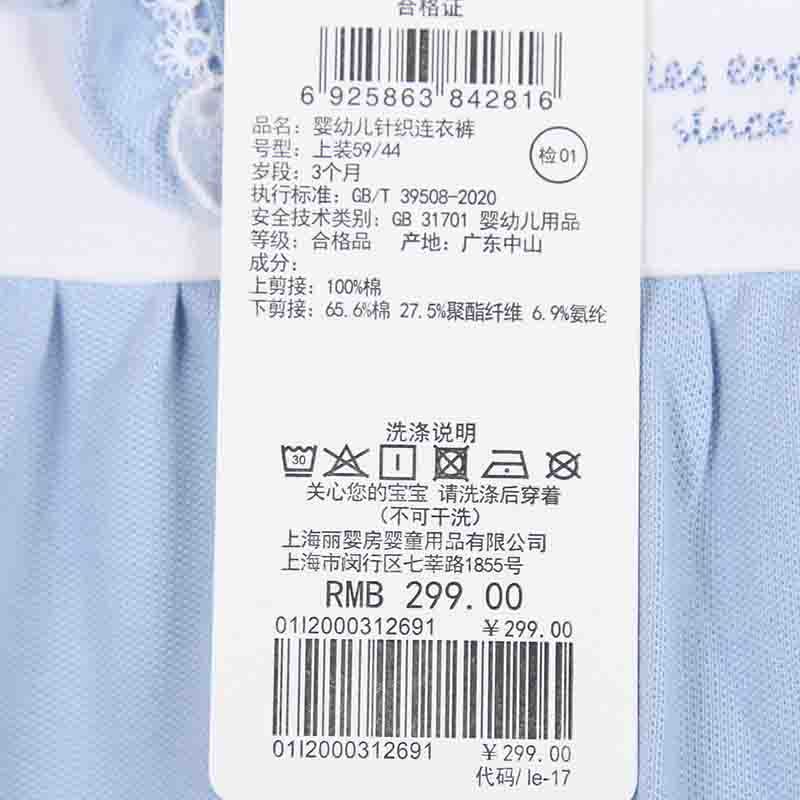 合格证
6 925863 842816
品名：婴幼儿针织连衣裤
号型：上装59/44
岁段：3个月
检01
执行标准：GB/T 39508-2020
安全技术类别：GB 31701 婴幼儿用品
等级：合格品 产地：广东中山
成分：
上剪接：100%棉
下剪接：65.6%棉 27.5%聚酯纤维 6.9%氨纶
洗涤说明
30
关心您的宝宝 请洗涤后穿着
（不可干洗）
上海丽婴房婴童用品有限公司
上海市闵行区七莘路1855号
RMB 299.00
01I2000312691 ￥299.00
01I2000312691 ￥299.00
代码/Ie-17
since